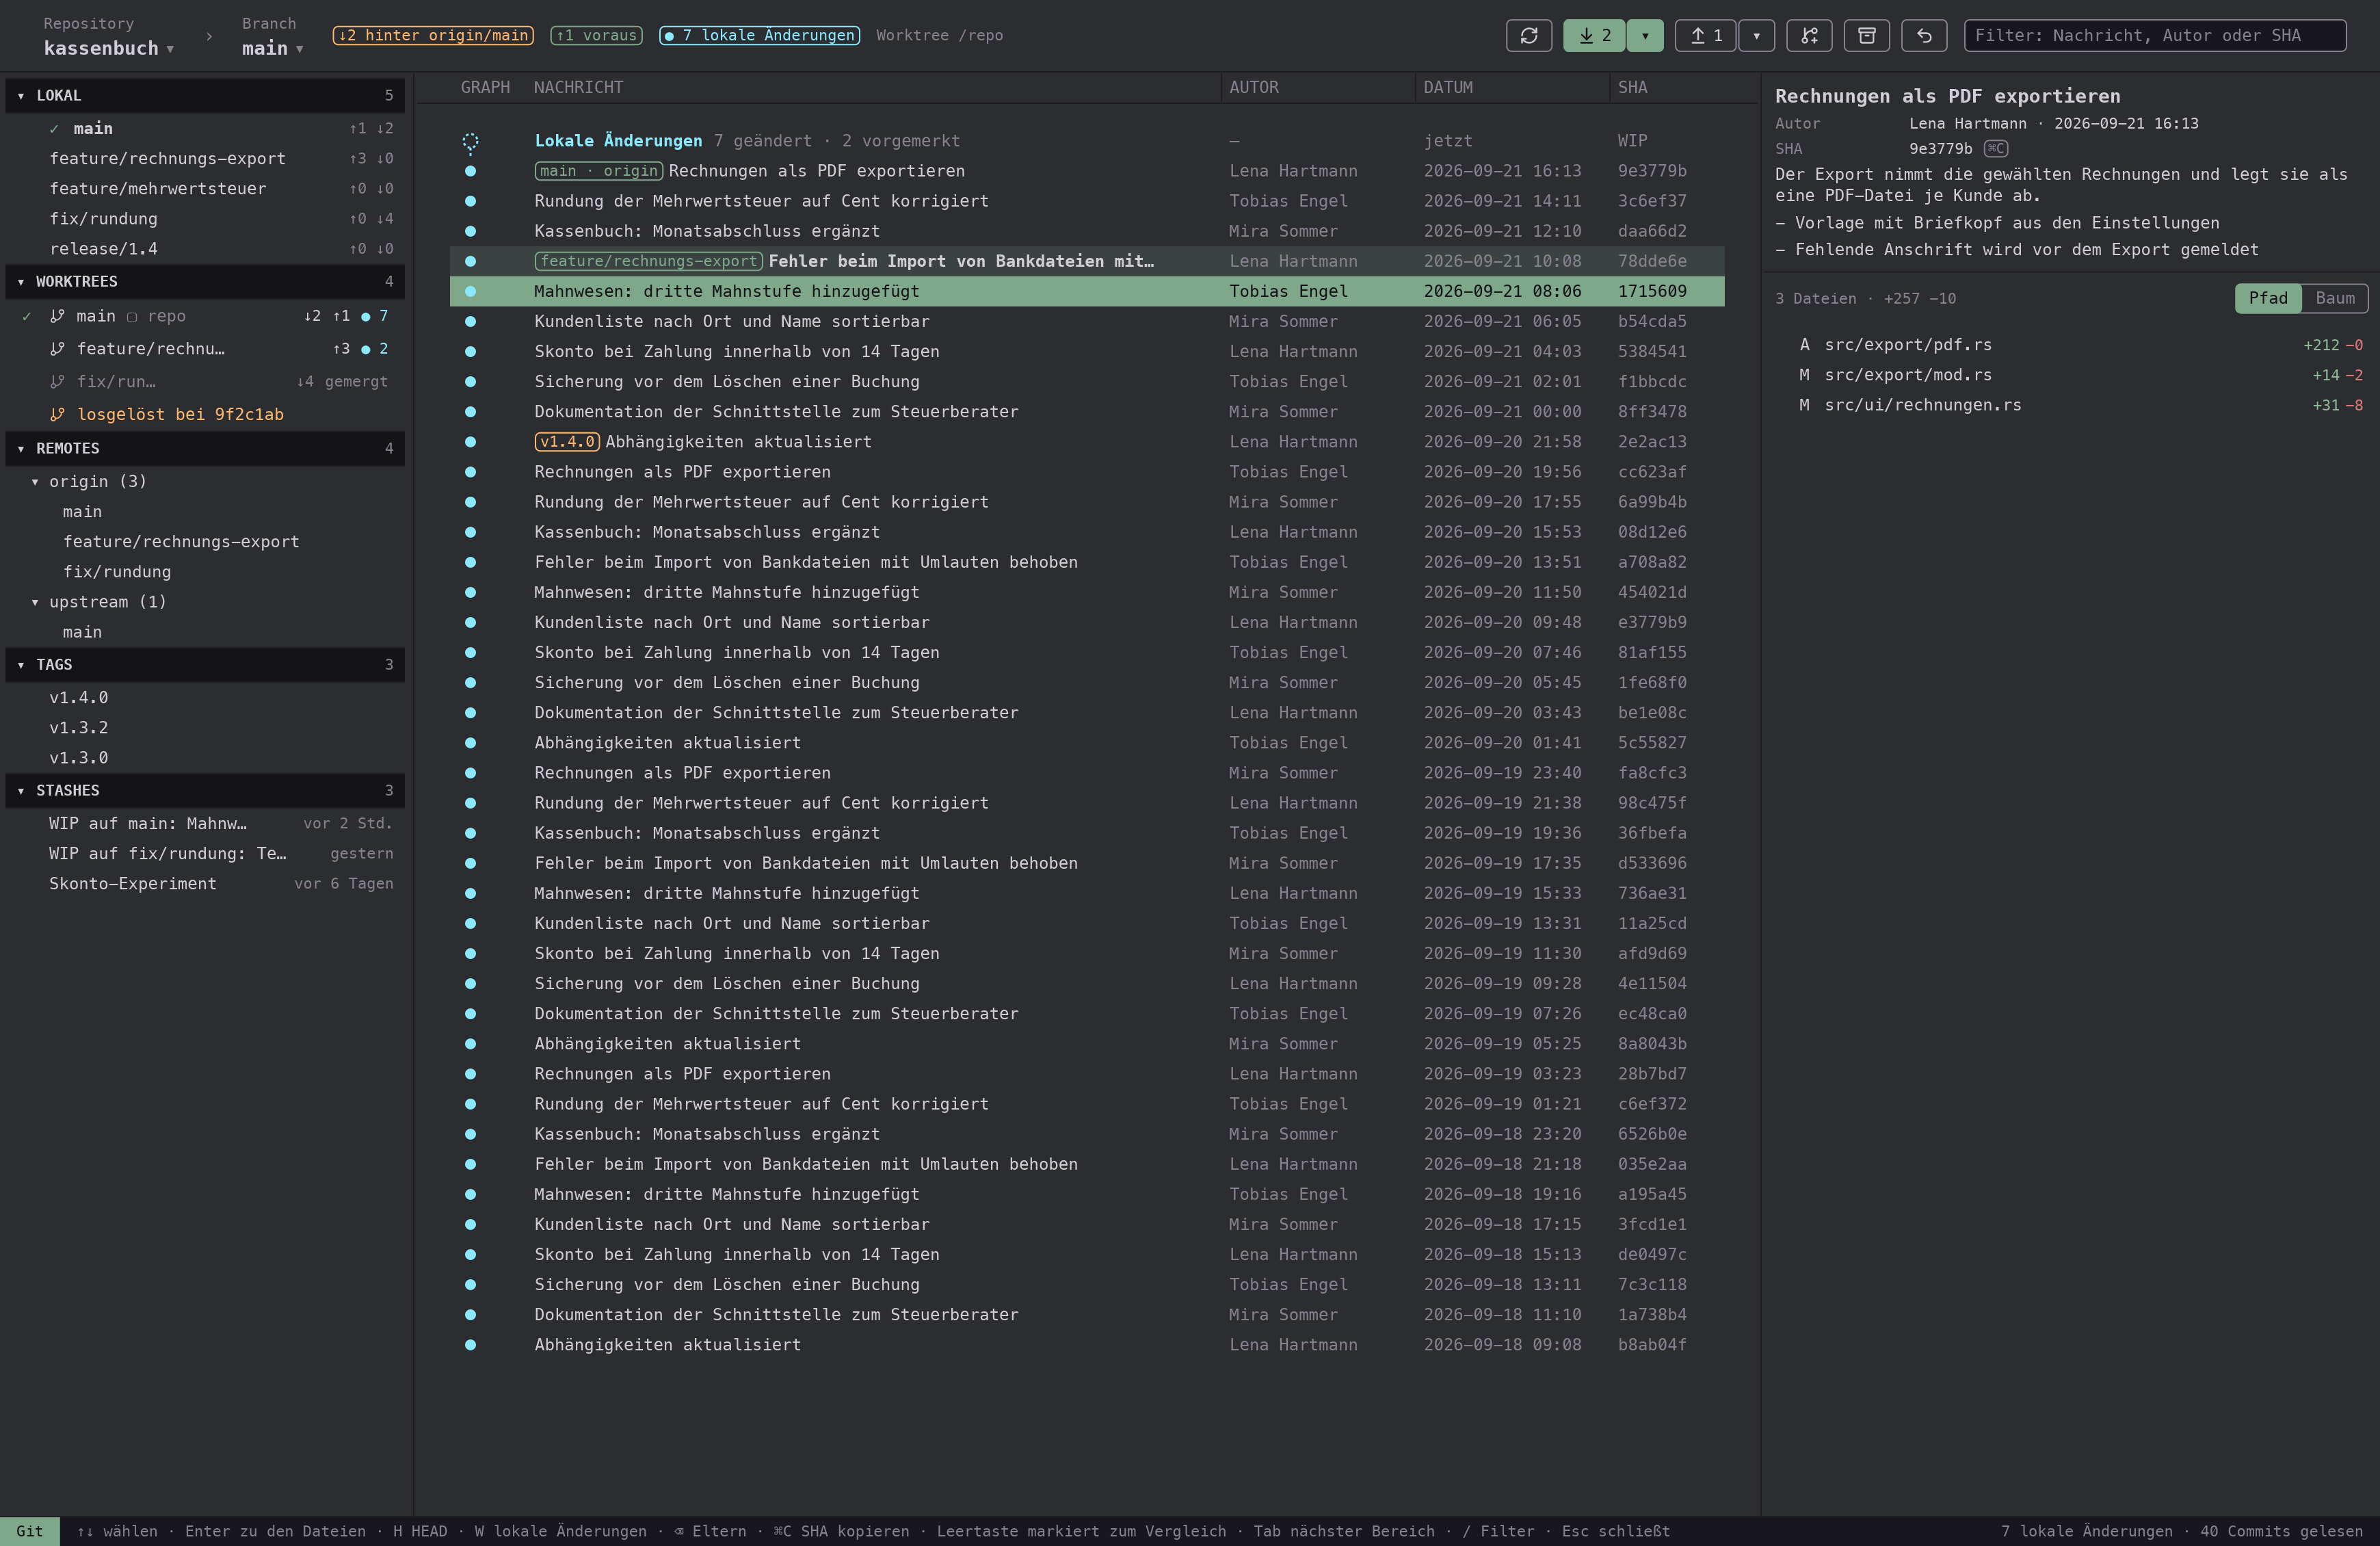 Repository
kassenbuch ▾
›
Branch
main ▾
↓2 hinter origin/main
↑1 voraus
● 7 lokale Änderungen
Worktree /repo
2 ▾
1 ▾
Filter: Nachricht, Autor oder SHA
▾ LOKAL 5
✓ main ↑1 ↓2
feature/rechnungs-export ↑3 ↓0
feature/mehrwertsteuer ↑0 ↓0
fix/rundung ↑0 ↓4
release/1.4 ↑0 ↓0
▾ WORKTREES 4
✓ main ▢ repo ↓2 ↑1 ● 7
feature/rechnu… ↑3 ● 2
fix/run… ↓4 gemergt
losgelöst bei 9f2c1ab
▾ REMOTES 4
▾ origin (3)
main
feature/rechnungs-export
fix/rundung
▾ upstream (1)
main
▾ TAGS 3
v1.4.0
v1.3.2
v1.3.0
▾ STASHES 3
WIP auf main: Mahnw… vor 2 Std.
WIP auf fix/rundung: Te… gestern
Skonto-Experiment vor 6 Tagen
GRAPH NACHRICHT AUTOR DATUM SHA
Lokale Änderungen 7 geändert · 2 vorgemerkt — jetzt WIP
main · origin Rechnungen als PDF exportieren Lena Hartmann 2026-09-21 16:13 9e3779b
Rundung der Mehrwertsteuer auf Cent korrigiert Tobias Engel 2026-09-21 14:11 3c6ef37
Kassenbuch: Monatsabschluss ergänzt Mira Sommer 2026-09-21 12:10 daa66d2
feature/rechnungs-export Fehler beim Import von Bankdateien mit… Lena Hartmann 2026-09-21 10:08 78dde6e
Mahnwesen: dritte Mahnstufe hinzugefügt Tobias Engel 2026-09-21 08:06 1715609
Kundenliste nach Ort und Name sortierbar Mira Sommer 2026-09-21 06:05 b54cda5
Skonto bei Zahlung innerhalb von 14 Tagen Lena Hartmann 2026-09-21 04:03 5384541
Sicherung vor dem Löschen einer Buchung Tobias Engel 2026-09-21 02:01 f1bbcdc
Dokumentation der Schnittstelle zum Steuerberater Mira Sommer 2026-09-21 00:00 8ff3478
v1.4.0 Abhängigkeiten aktualisiert Lena Hartmann 2026-09-20 21:58 2e2ac13
Rechnungen als PDF exportieren Tobias Engel 2026-09-20 19:56 cc623af
Rundung der Mehrwertsteuer auf Cent korrigiert Mira Sommer 2026-09-20 17:55 6a99b4b
Kassenbuch: Monatsabschluss ergänzt Lena Hartmann 2026-09-20 15:53 08d12e6
Fehler beim Import von Bankdateien mit Umlauten behoben Tobias Engel 2026-09-20 13:51 a708a82
Mahnwesen: dritte Mahnstufe hinzugefügt Mira Sommer 2026-09-20 11:50 454021d
Kundenliste nach Ort und Name sortierbar Lena Hartmann 2026-09-20 09:48 e3779b9
Skonto bei Zahlung innerhalb von 14 Tagen Tobias Engel 2026-09-20 07:46 81af155
Sicherung vor dem Löschen einer Buchung Mira Sommer 2026-09-20 05:45 1fe68f0
Dokumentation der Schnittstelle zum Steuerberater Lena Hartmann 2026-09-20 03:43 be1e08c
Abhängigkeiten aktualisiert Tobias Engel 2026-09-20 01:41 5c55827
Rechnungen als PDF exportieren Mira Sommer 2026-09-19 23:40 fa8cfc3
Rundung der Mehrwertsteuer auf Cent korrigiert Lena Hartmann 2026-09-19 21:38 98c475f
Kassenbuch: Monatsabschluss ergänzt Tobias Engel 2026-09-19 19:36 36fbefa
Fehler beim Import von Bankdateien mit Umlauten behoben Mira Sommer 2026-09-19 17:35 d533696
Mahnwesen: dritte Mahnstufe hinzugefügt Lena Hartmann 2026-09-19 15:33 736ae31
Kundenliste nach Ort und Name sortierbar Tobias Engel 2026-09-19 13:31 11a25cd
Skonto bei Zahlung innerhalb von 14 Tagen Mira Sommer 2026-09-19 11:30 afd9d69
Sicherung vor dem Löschen einer Buchung Lena Hartmann 2026-09-19 09:28 4e11504
Dokumentation der Schnittstelle zum Steuerberater Tobias Engel 2026-09-19 07:26 ec48ca0
Abhängigkeiten aktualisiert Mira Sommer 2026-09-19 05:25 8a8043b
Rechnungen als PDF exportieren Lena Hartmann 2026-09-19 03:23 28b7bd7
Rundung der Mehrwertsteuer auf Cent korrigiert Tobias Engel 2026-09-19 01:21 c6ef372
Kassenbuch: Monatsabschluss ergänzt Mira Sommer 2026-09-18 23:20 6526b0e
Fehler beim Import von Bankdateien mit Umlauten behoben Lena Hartmann 2026-09-18 21:18 035e2aa
Mahnwesen: dritte Mahnstufe hinzugefügt Tobias Engel 2026-09-18 19:16 a195a45
Kundenliste nach Ort und Name sortierbar Mira Sommer 2026-09-18 17:15 3fcd1e1
Skonto bei Zahlung innerhalb von 14 Tagen Lena Hartmann 2026-09-18 15:13 de0497c
Sicherung vor dem Löschen einer Buchung Tobias Engel 2026-09-18 13:11 7c3c118
Dokumentation der Schnittstelle zum Steuerberater Mira Sommer 2026-09-18 11:10 1a738b4
Abhängigkeiten aktualisiert Lena Hartmann 2026-09-18 09:08 b8ab04f
Rechnungen als PDF exportieren
Autor Lena Hartmann · 2026-09-21 16:13
SHA 9e3779b ⌘C
Der Export nimmt die gewählten Rechnungen und legt sie als
eine PDF-Datei je Kunde ab.
– Vorlage mit Briefkopf aus den Einstellungen
– Fehlende Anschrift wird vor dem Export gemeldet
3 Dateien · +257 −10 Pfad Baum
A src/export/pdf.rs +212 −0
M src/export/mod.rs +14 −2
M src/ui/rechnungen.rs +31 −8
Git ↑↓ wählen · Enter zu den Dateien · H HEAD · W lokale Änderungen · ⌫ Eltern · ⌘C SHA kopieren · Leertaste markiert zum Vergleich · Tab nächster Bereich · / Filter · Esc schließt 7 lokale Änderungen · 40 Commits gelesen